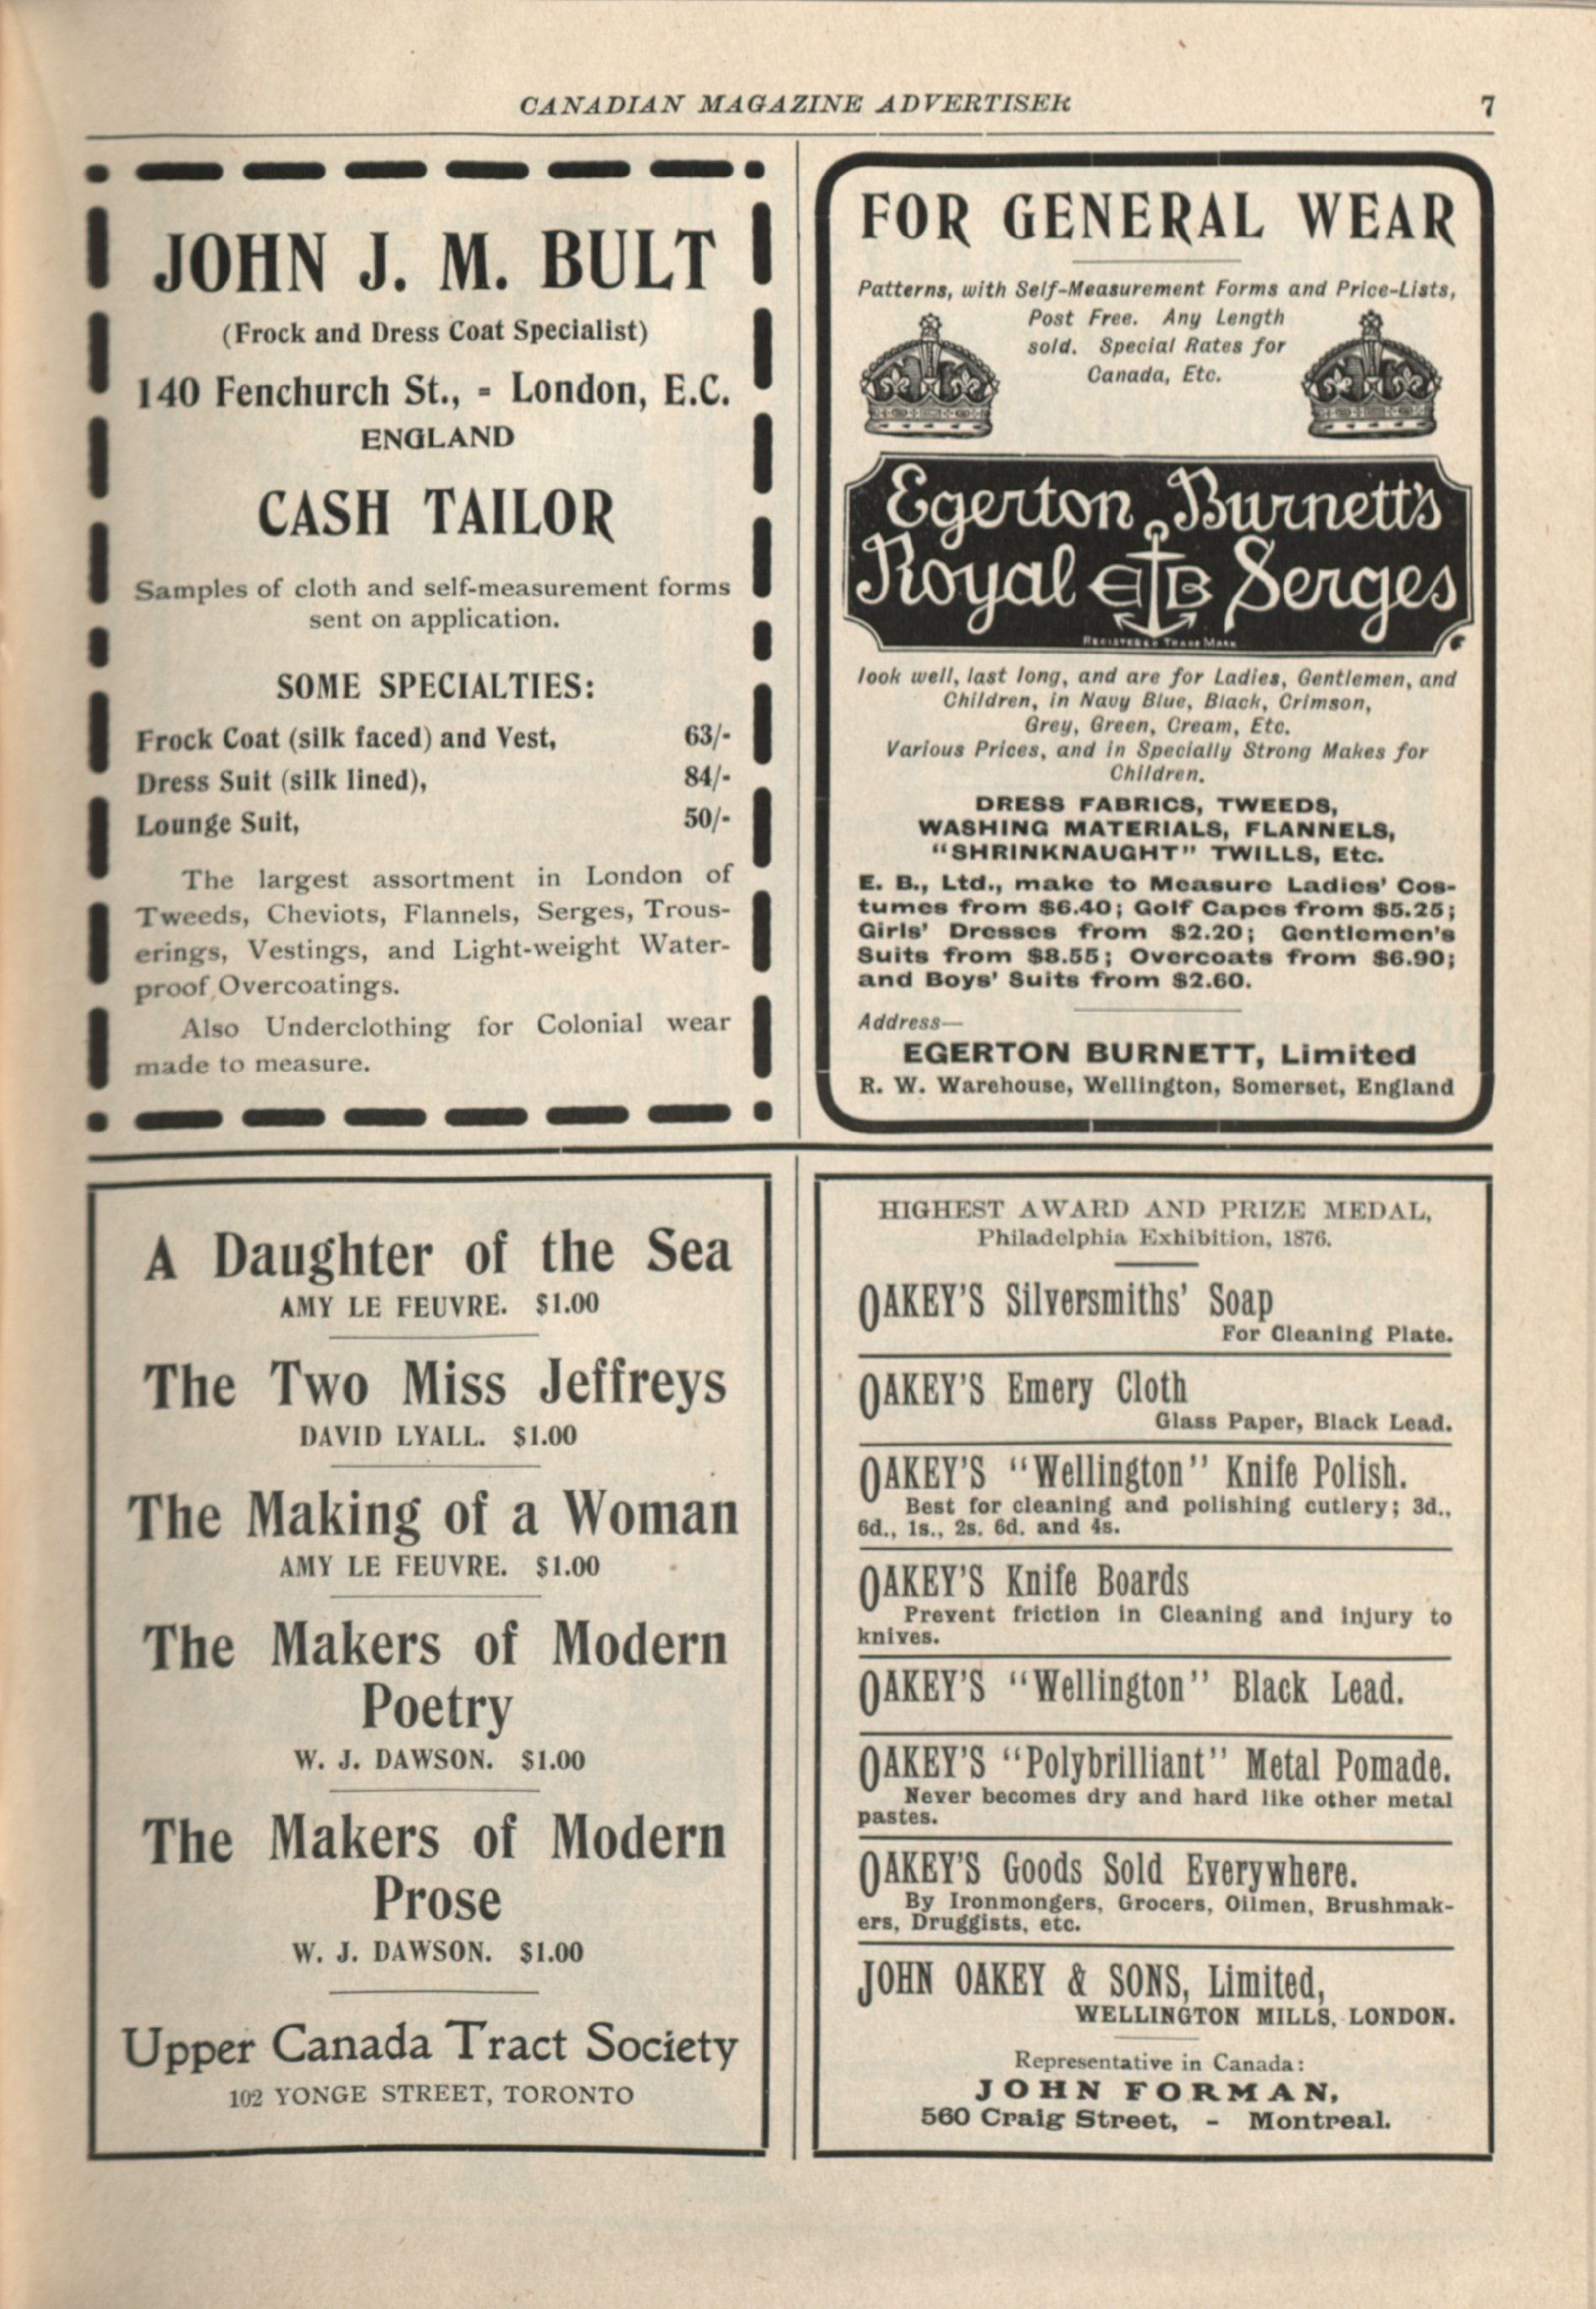 CANADIAN MAGAZINE ADVERTISER
7
JOHN J. M. BULT
(Frock and Dress Coat Specialist)
140 Fenchurch St., - London, E.C.
ENGLAND
CASH TAILOR
Samples of cloth and self-measurement forms
sent on application.
SOME SPECIALTIES:
Frock Coat (silk faced) and Vest, 63/-
Dress Suit (silk lined), 84/-
Lounge Suit, 50/-
The largest assortment in London of
Tweeds, Cheviots, Flannels, Serges, Trous-
erings, Vestings, and Light-weight Water-
proof Overcoatings.
Also Underclothing for Colonial wear
made to measure.
FOR GENERAL WEAR
Patterns, with Self-Measurement Forms and Price-Lists,
Post Free. Any Length
sold. Special Rates for
Canada, Etc.
Egerton Burnett's
Royal EB Serges
REGISTERED TRADE MARK
look well, last long, and are for Ladies, Gentlemen, and
Children, in Navy Blue, Black, Crimson,
Grey, Green, Cream, Etc.
Various Prices, and in Specially Strong Makes for
Children.
DRESS FABRICS, TWEEDS,
WASHING MATERIALS, FLANNELS,
"SHRINKNAUGHT" TWILLS, Etc.
E. B., Ltd., make to Measure Ladies' Cos-
tumes from $6.40; Golf Capes from $5.25;
Girls' Dresses from $2.20; Gentlemen's
Suits from $8.55; Overcoats from $6.90;
and Boys' Suits from $2.60.
Address—
EGERTON BURNETT, Limited
R. W. Warehouse, Wellington, Somerset, England
A Daughter of the Sea
AMY LE FEUVRE. $1.00
The Two Miss Jeffreys
DAVID LYALL. $1.00
The Making of a Woman
AMY LE FEUVRE. $1.00
The Makers of Modern
Poetry
W. J. DAWSON. $1.00
The Makers of Modern
Prose
W. J. DAWSON. $1.00
Upper Canada Tract Society
102 YONGE STREET, TORONTO
HIGHEST AWARD AND PRIZE MEDAL,
Philadelphia Exhibition, 1876.
OAKEY'S Silversmiths' Soap
For Cleaning Plate.
OAKEY'S Emery Cloth
Glass Paper, Black Lead.
OAKEY'S "Wellington" Knife Polish.
Best for cleaning and polishing cutlery; 3d.,
6d., 1s., 2s. 6d. and 4s.
OAKEY'S Knife Boards
Prevent friction in Cleaning and injury to
knives.
OAKEY'S "Wellington" Black Lead.
OAKEY'S "Polybrilliant" Metal Pomade.
Never becomes dry and hard like other metal
pastes.
OAKEY'S Goods Sold Everywhere.
By Ironmongers, Grocers, Oilmen, Brushmak-
ers, Druggists, etc.
JOHN OAKEY & SONS, Limited,
WELLINGTON MILLS, LONDON.
Representative in Canada:
JOHN FORMAN,
560 Craig Street, - Montreal.